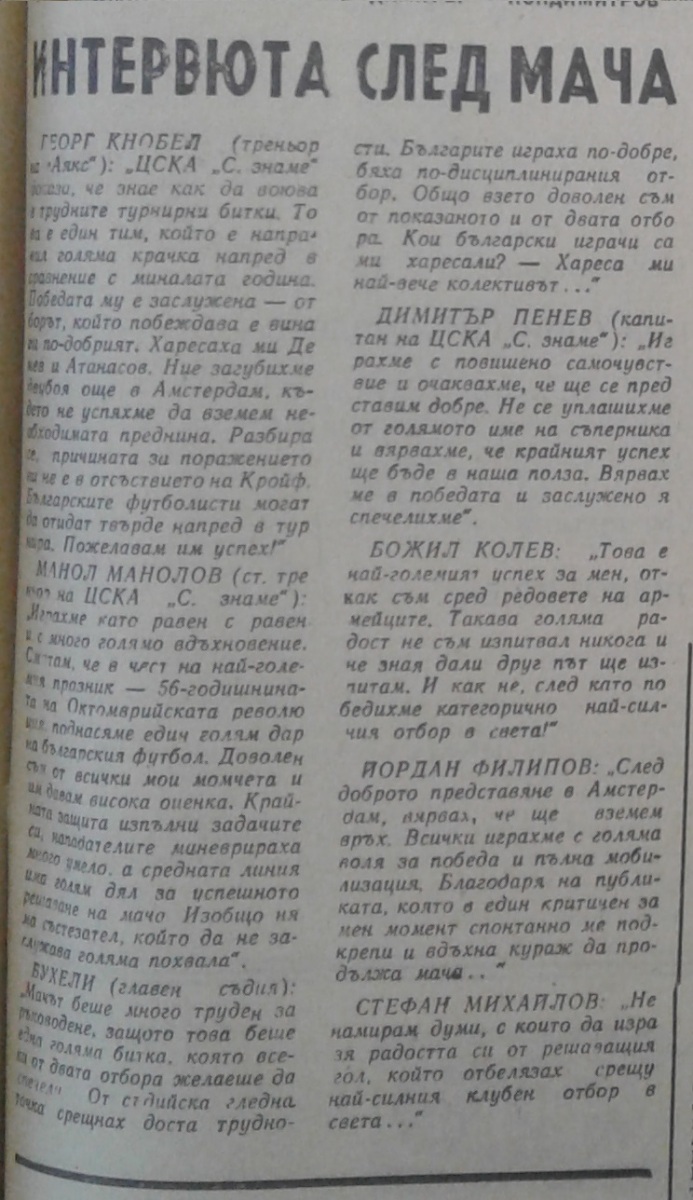 ИНТЕРВЮТА СЛЕД МАЧА
ГЕОРГ КНОБЕЛ (треньор
на „Аякс"): „ЦСКА „С. знаме"
показа, че знае как да воюва
в трудните турнирни битки. То
ва е един тим, който е напра-
вил голяма крачка напред в
сравнение с миналата година.
Победата му е заслужена — от
борът, който побеждава е вина
ги по-добрият. Харесаха ми Де
нев и Атанасов. Ние загубихме
двубоя още в Амстердам, къ-
дето не успяхме да вземем не-
обходимата преднина. Разбира
се, причината за поражението
ни не е в отсъствието на Кройф.
Българските футболисти могат
да отидат твърде напред в тур
нира. Пожелавам им успех!"
МАНОЛ МАНОЛОВ (ст. тре
ньор на ЦСКА „С. знаме"):
„Играхме като равен с равен
и с много голямо вдъхновение.
Считам, че в чест на най-голе-
мия празник — 56-годишнина-
та на Октомврийската револю
ция, поднасяме един голям дар
на българския футбол. Доволен
съм от всички мои момчета и
им давам висока оценка. Край-
ната защита изпълни задачите
си, нападателите маневрираха
много умело, а средната линия
има голям дял за успешното
решаване на мача Изобщо ня
ма състезател, който да не за-
служава голяма похвала".
БУХЕЛИ (главен съдия):
„Мачът беше много труден за
ръководене, защото това беше
една голяма битка, която все-
ки от двата отбора желаеше да
спечели От съдийска гледна
точка срещнах доста трудно-
сти. Българите играха по-добре,
бяха по-дисциплинирания от-
бор. Общо взето доволен съм
от показаното и от двата отбо
ра. Кои български играчи са
ми харесали? — Хареса ми
най-вече колективът..."
ДИМИТЪР ПЕНЕВ (капи-
тан на ЦСКА „С. знаме"): „Иг
рахме с повишено самочувст-
вие и очаквахме, че ще се пред
ставим добре. Не се уплашихме
от голямото име на съперника
и вярвахме, че крайният успех
ще бъде в наша полза. Вярвах
ме в победата и заслужено я
спечелихме".
БОЖИЛ КОЛЕВ: „Това е
най-големият успех за мен, от-
как съм сред редовете на ар-
мейците. Такава голяма ра-
дост не съм изпитвал никога и
че зная дали друг път ще из-
питам. И как не, след като по
бедихме категорично най-сил-
чия отбор в света!"
ЙОРДАН ФИЛИПОВ: „След
доброто представяне в Амстер-
дам, вярвах, че ще вземем
връх. Всички играхме с голяма
воля за победа и пълна моби-
лизация. Благодаря на публи-
ката, която в един критичен за
мен момент спонтанно ме под-
крепи и вдъхна кураж да про-
дължа мача.."
СТЕФАН МИХАЙЛОВ: „Не
намирам думи, с които да изра
зя радостта си от решаващия
гол, който отбелязах срещу
най-силния клубен отбор в
света..."